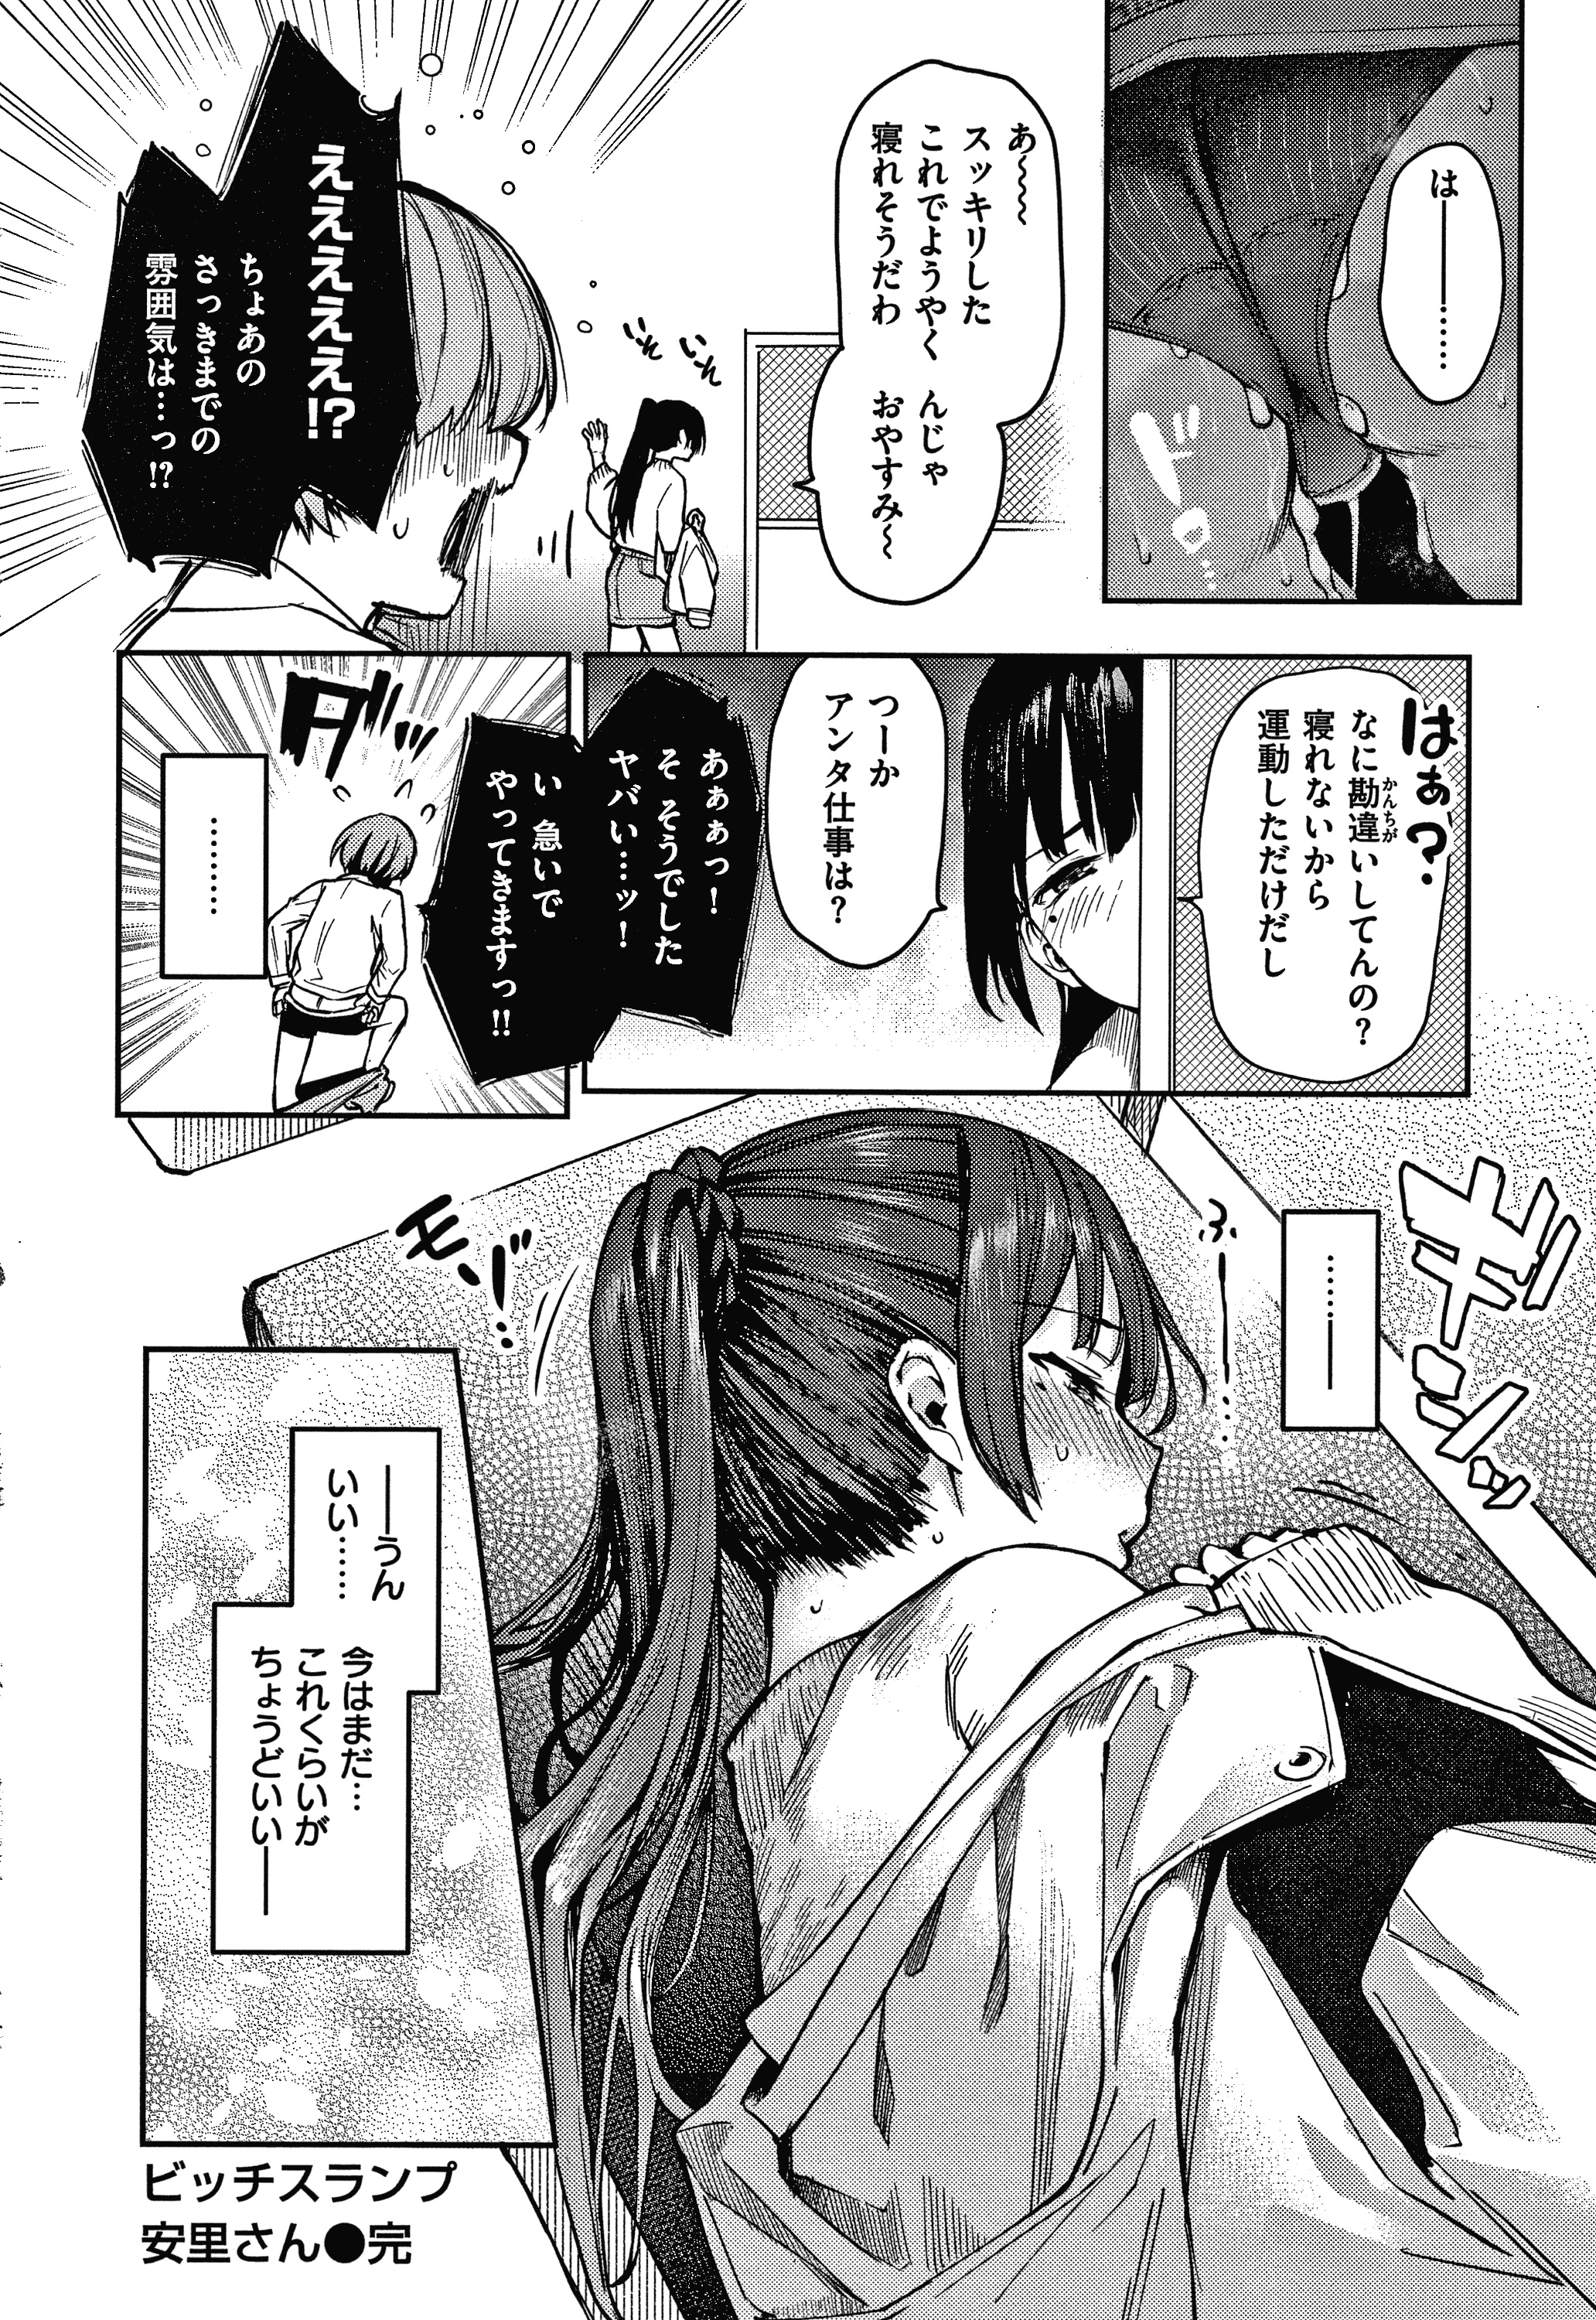 は――……
ドロ…
あ～～～
スッキリした
これでようやく
寝れそうだわ
んじゃ
おやすみ～
いれ いれ
ええええええ!?
ちょあの
さっきまでの
雰囲気は…っ!?
はぁ?
なに勘違いしてんの?
かんちが
寝れないから
運動しただけだし
つーか
アンタ仕事は?
あぁぁっ!
そ そうでした
ヤバい…ッ!
い 急いで
やってきますっ!!
ダッ
………
ギシッ
……―
ふー…
モゾ…
――うん
いい……
今はまだ…
これくらいが
ちょうどいい――
ビッチスランプ
安里さん●完